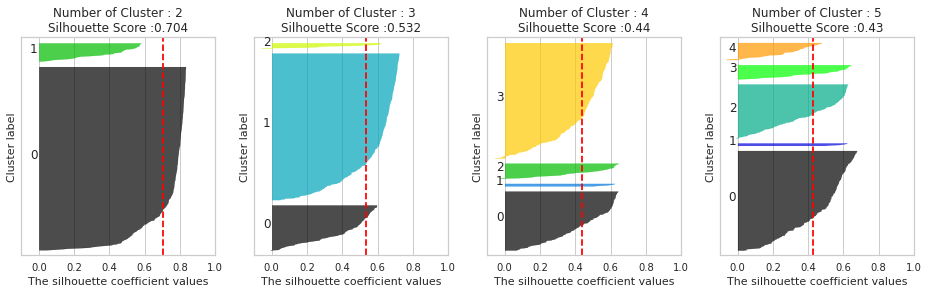 Number of Cluster : 2
Silhouette Score :0.704
Cluster label
1
0
0.0 0.2 0.4 0.6 0.8 1.0
The silhouette coefficient values
Number of Cluster : 3
Silhouette Score :0.532
Cluster label
2
1
0
0.0 0.2 0.4 0.6 0.8 1.0
The silhouette coefficient values
Number of Cluster : 4
Silhouette Score :0.44
Cluster label
3
2
1
0
0.0 0.2 0.4 0.6 0.8 1.0
The silhouette coefficient values
Number of Cluster : 5
Silhouette Score :0.43
Cluster label
4
3
2
1
0
0.0 0.2 0.4 0.6 0.8 1.0
The silhouette coefficient values